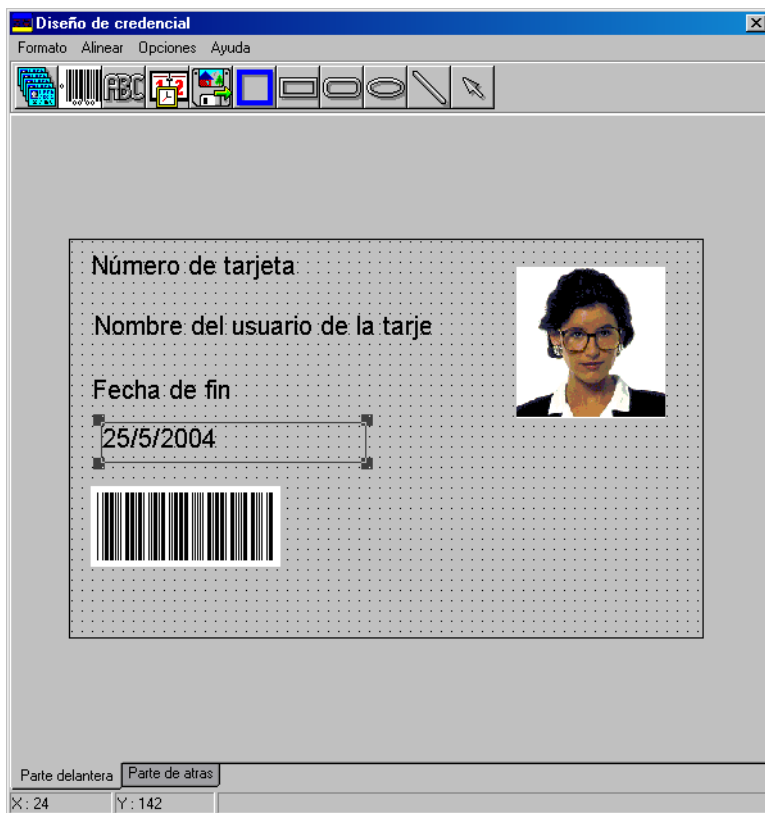 Diseño de credencial
Formato Alinear Opciones Ayuda
ABC
Número de tarjeta
Nombre del usuario de la tarje
Fecha de fin
25/5/2004
Parte delantera Parte de atras
X: 24 Y: 142